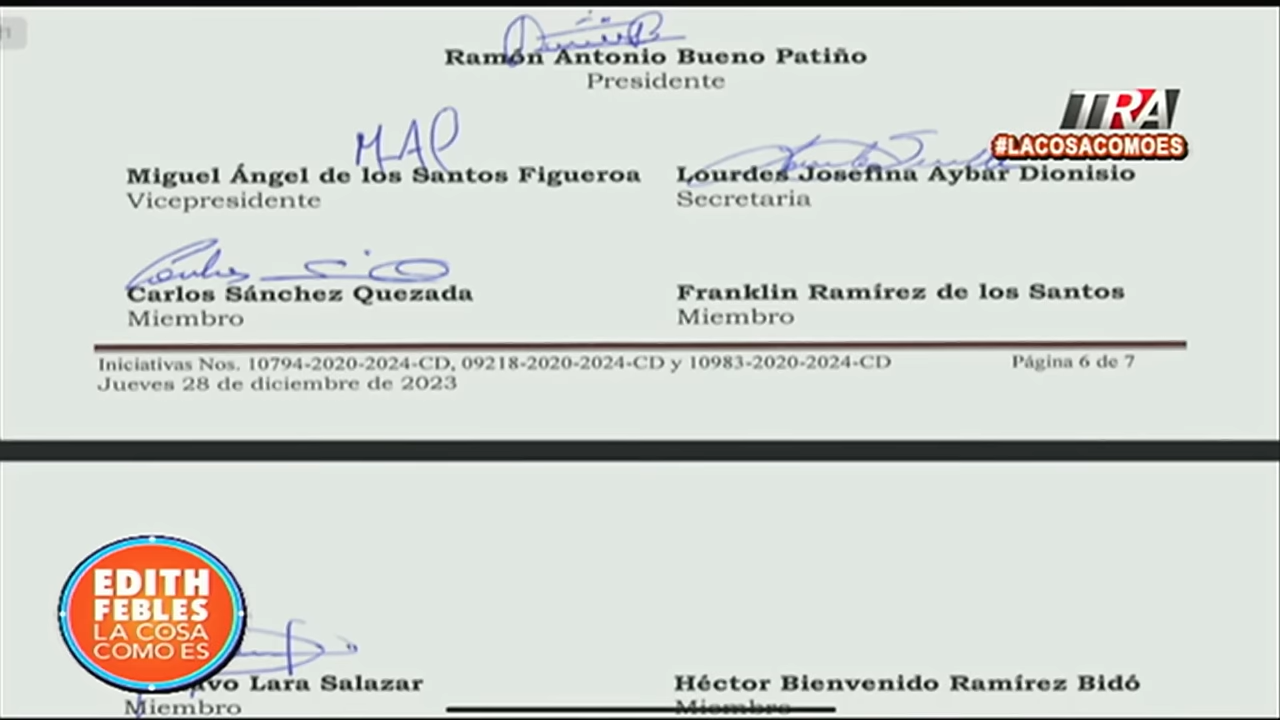 Ramón Antonio Bueno Patiño
Presidente
TRA
#LACOSACOMOES
MAP
Miguel Ángel de los Santos Figueroa
Vicepresidente
Lourdes Josefina Aybar Dionisio
Secretaria
Carlos Sánchez Quezada
Miembro
Franklin Ramírez de los Santos
Miembro
Iniciativas Nos. 10794-2020-2024-CD, 09218-2020-2024-CD y 10983-2020-2024-CD
Página 6 de 7
Jueves 28 de diciembre de 2023
EDITH
FEBLES
LA COSA
COMO ES
Lara Salazar
Miembro
Héctor Bienvenido Ramírez Bidó
Miembro